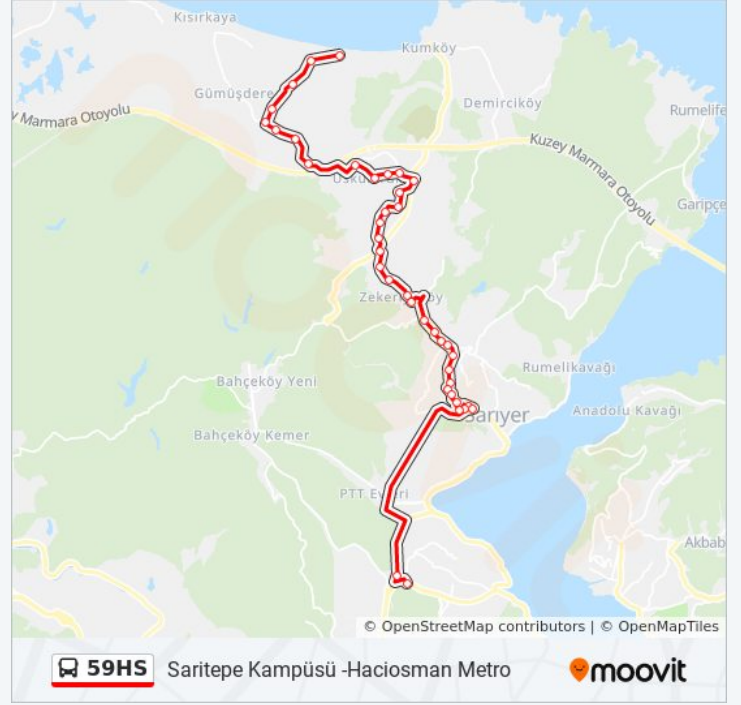 Kısırkaya
Kumköy
Gümüşdere
Demirciköy
Rumelife
y Marmara Otoyolu
Kuzey Marmara Otoyolu
Garipçe
Rumelikavağı
Bahçeköy Yeni
Anadolu Kavağı
Sarıyer
Bahçeköy Kemer
PTT Evleri
Akbab
© OpenStreetMap contributors | © OpenMapTiles
59HS Saritepe Kampüsü -Haciosman Metro moovit